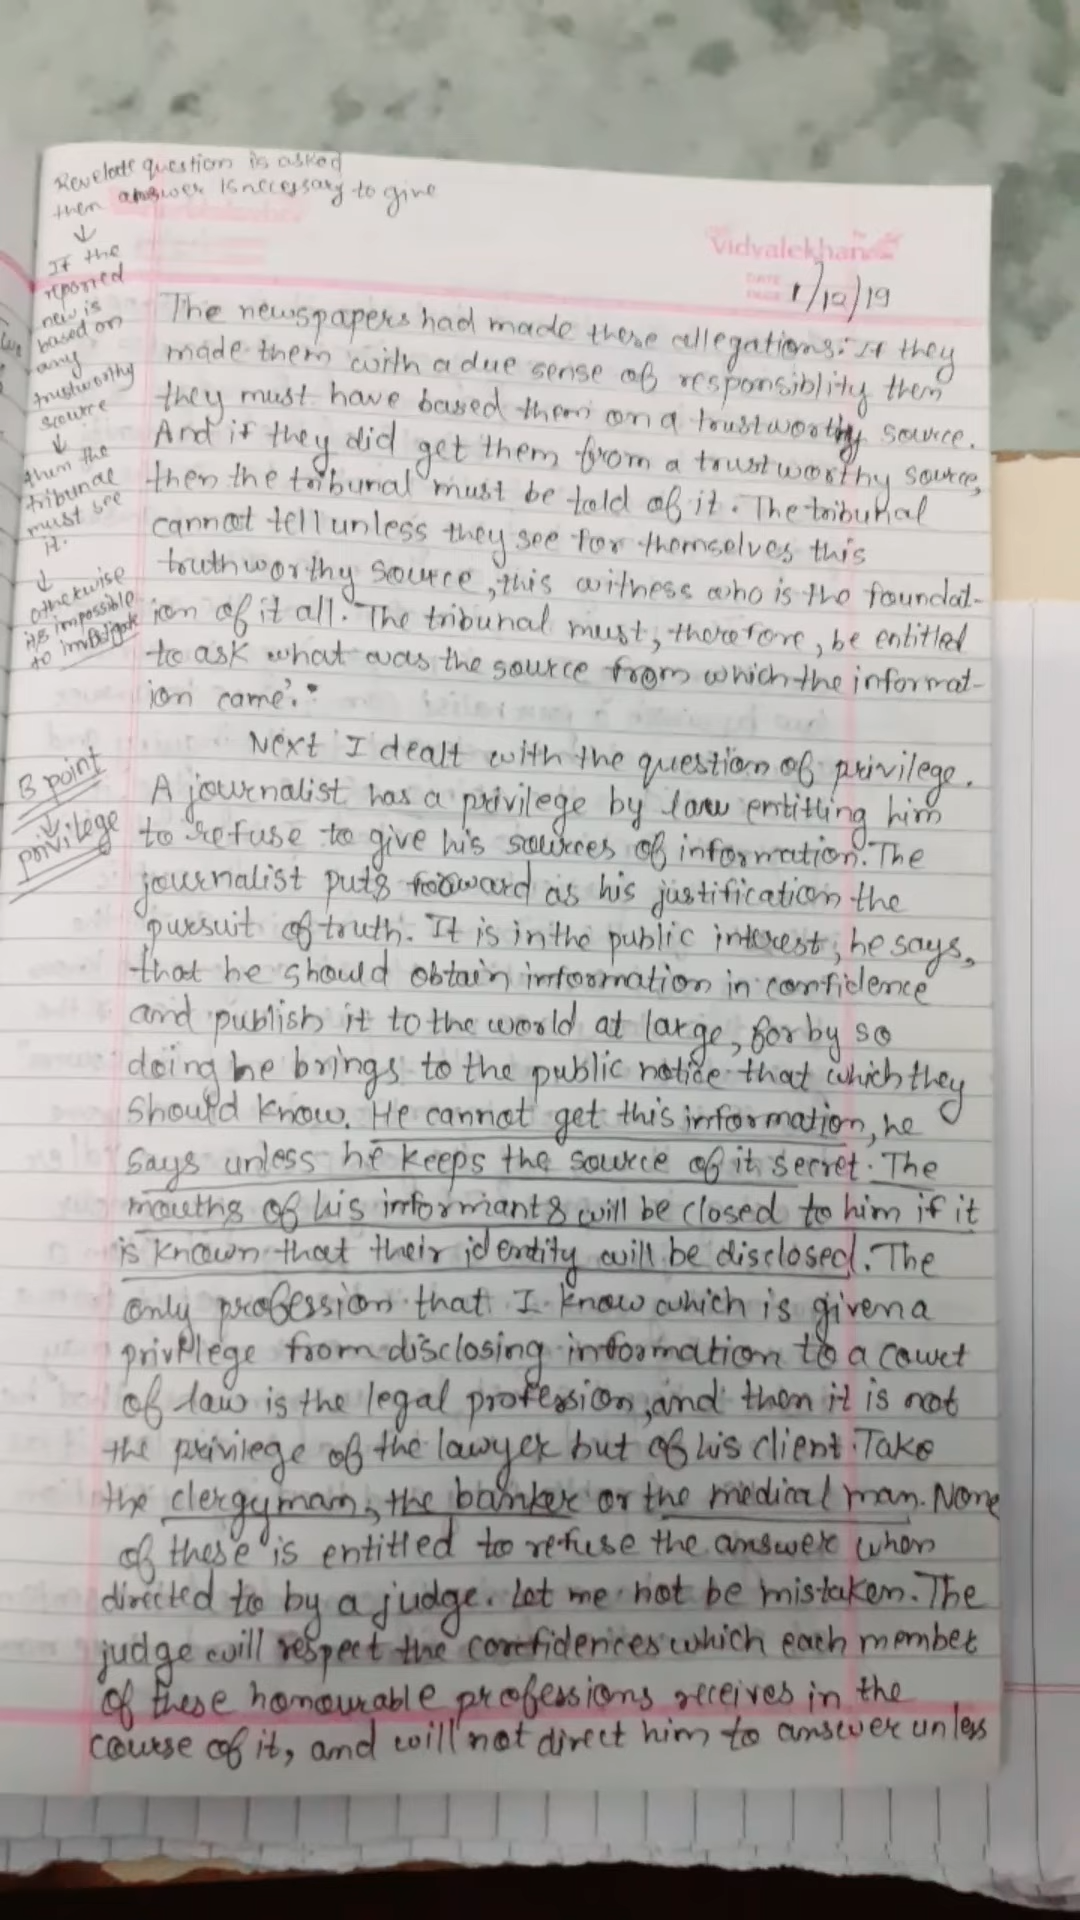 Revelate question is asked
then answer is necessary to give
↓
If the
reported
new is
based on
any
trustworthy
source
↓
then the
tribunal
must see
it.
↓
otherwise
its impossible
to investigate
Vidyalekhan
DATE
PAGE
1/12/19
The newspapers had made these allegations. If they
made them with a due sense of responsiblity then
they must have based them on a trustworthy source.
And if they did get them from a trustworthy source,
then the tribunal must be told of it. The tribunal
cannot tell unless they see for themselves this
truthworthy source, this witness who is the foundat-
ion of it all. The tribunal must, therefore, be entitled
to ask what was the source from which the informat-
ion came'.
B point
↓
privilege
Next I dealt with the question of privilege.
A journalist has a privilege by law entitling him
to refuse to give his sources of information. The
journalist puts forward as his justification the
pursuit of truth. It is in the public interest, he says,
that he should obtain information in confidence
and publish it to the world at large, for by so
doing he brings to the public notice that which they
should know. He cannot get this information, he
says unless he keeps the source of it secret. The
mouths of his informants will be closed to him if it
is known that their identity will be disclosed. The
only profession that I know which is given a
privilege from disclosing information to a court
of law is the legal profession, and then it is not
the privilege of the lawyer but of his client. Take
the clergyman, the banker or the medical man. None
of these is entitled to refuse the answer when
directed to by a judge. Let me not be mistaken. The
judge will respect the confidences which each member
of these honourable professions receives in the
course of it, and will not direct him to answer unless